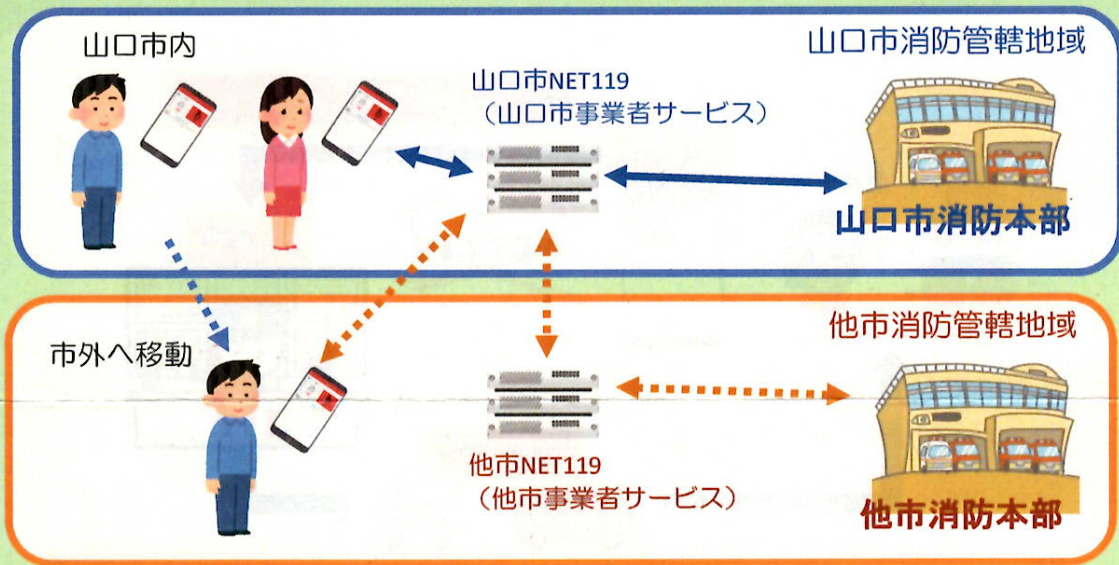 山口市内
山口市消防管轄地域
山口市NET119
（山口市事業者サービス）
山口市消防本部
市外へ移動
他市消防管轄地域
他市NET119
（他市事業者サービス）
他市消防本部